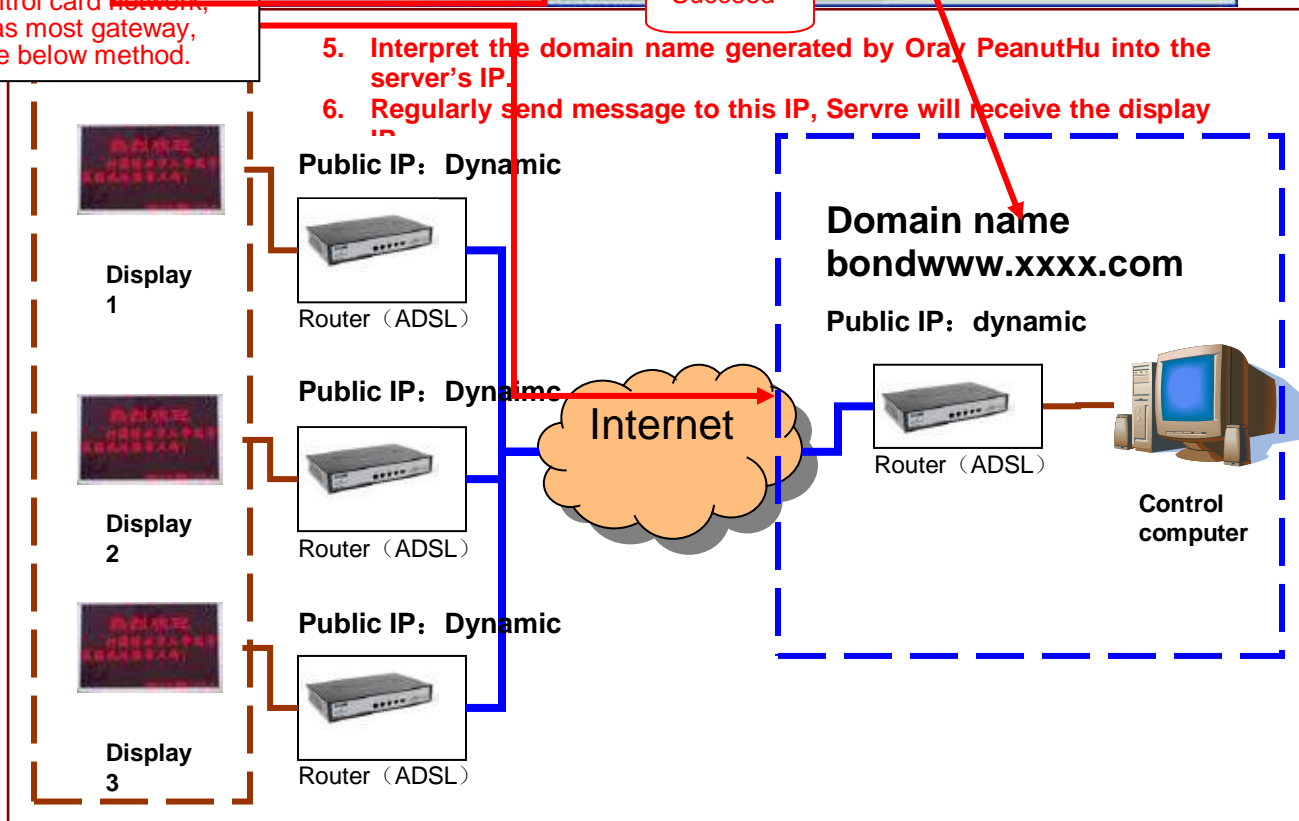 network,
as most gateway,
e below method.
5. Interpret the domain name generated by Oray PeanutHu into the
server's IP.
6. Regularly send message to this IP, Servre will receive the display
Public IP：Dynamic
Router（ADSL）
Display
1
Public IP：Dynaimc
Router（ADSL）
Display
2
Public IP：Dynamic
Router（ADSL）
Display
3
Internet
Domain name
bondwww.xxxx.com
Public IP：dynamic
Router（ADSL）
Control
computer